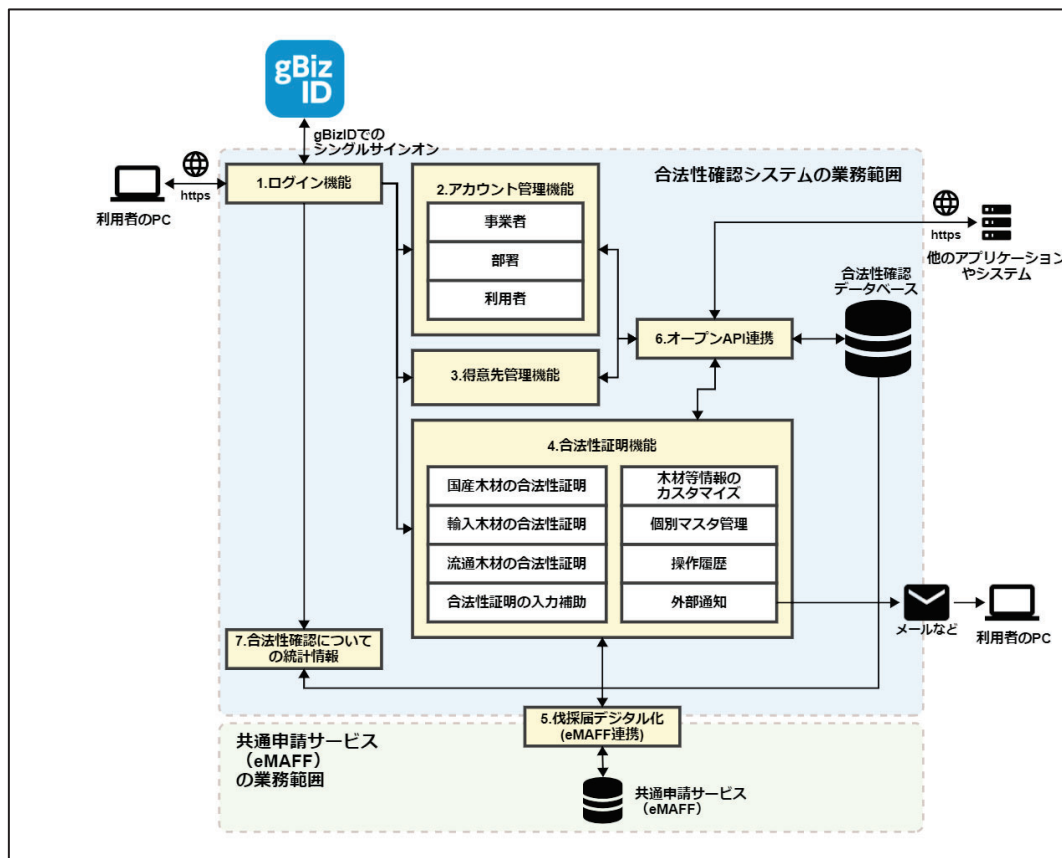 gBiz
ID
gBizIDでの
シングルサインオン
https
利用者のPC
1.ログイン機能
合法性確認システムの業務範囲
2.アカウント管理機能
事業者
部署
利用者
https
他のアプリケーション
やシステム
合法性確認
データベース
6.オープンAPI連携
3.得意先管理機能
4.合法性証明機能
国産木材の合法性証明
輸入木材の合法性証明
流通木材の合法性証明
合法性証明の入力補助
木材等情報の
カスタマイズ
個別マスタ管理
操作履歴
外部通知
メールなど
利用者のPC
7.合法性確認について
の統計情報
5.伐採届デジタル化
(eMAFF連携)
共通申請サービス
（eMAFF）
の業務範囲
共通申請サービス
（eMAFF）